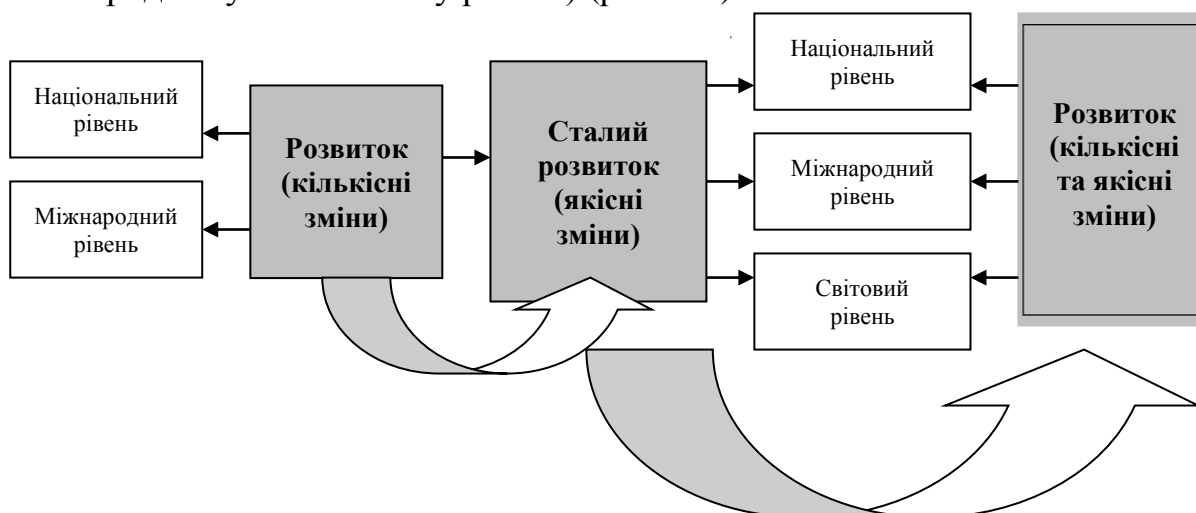 Національний
рівень
Міжнародний
рівень
Розвиток
(кількісні
зміни)
Сталий
розвиток
(якісні
зміни)
Національний
рівень
Міжнародний
рівень
Світовий
рівень
Розвиток
(кількісні
та якісні
зміни)